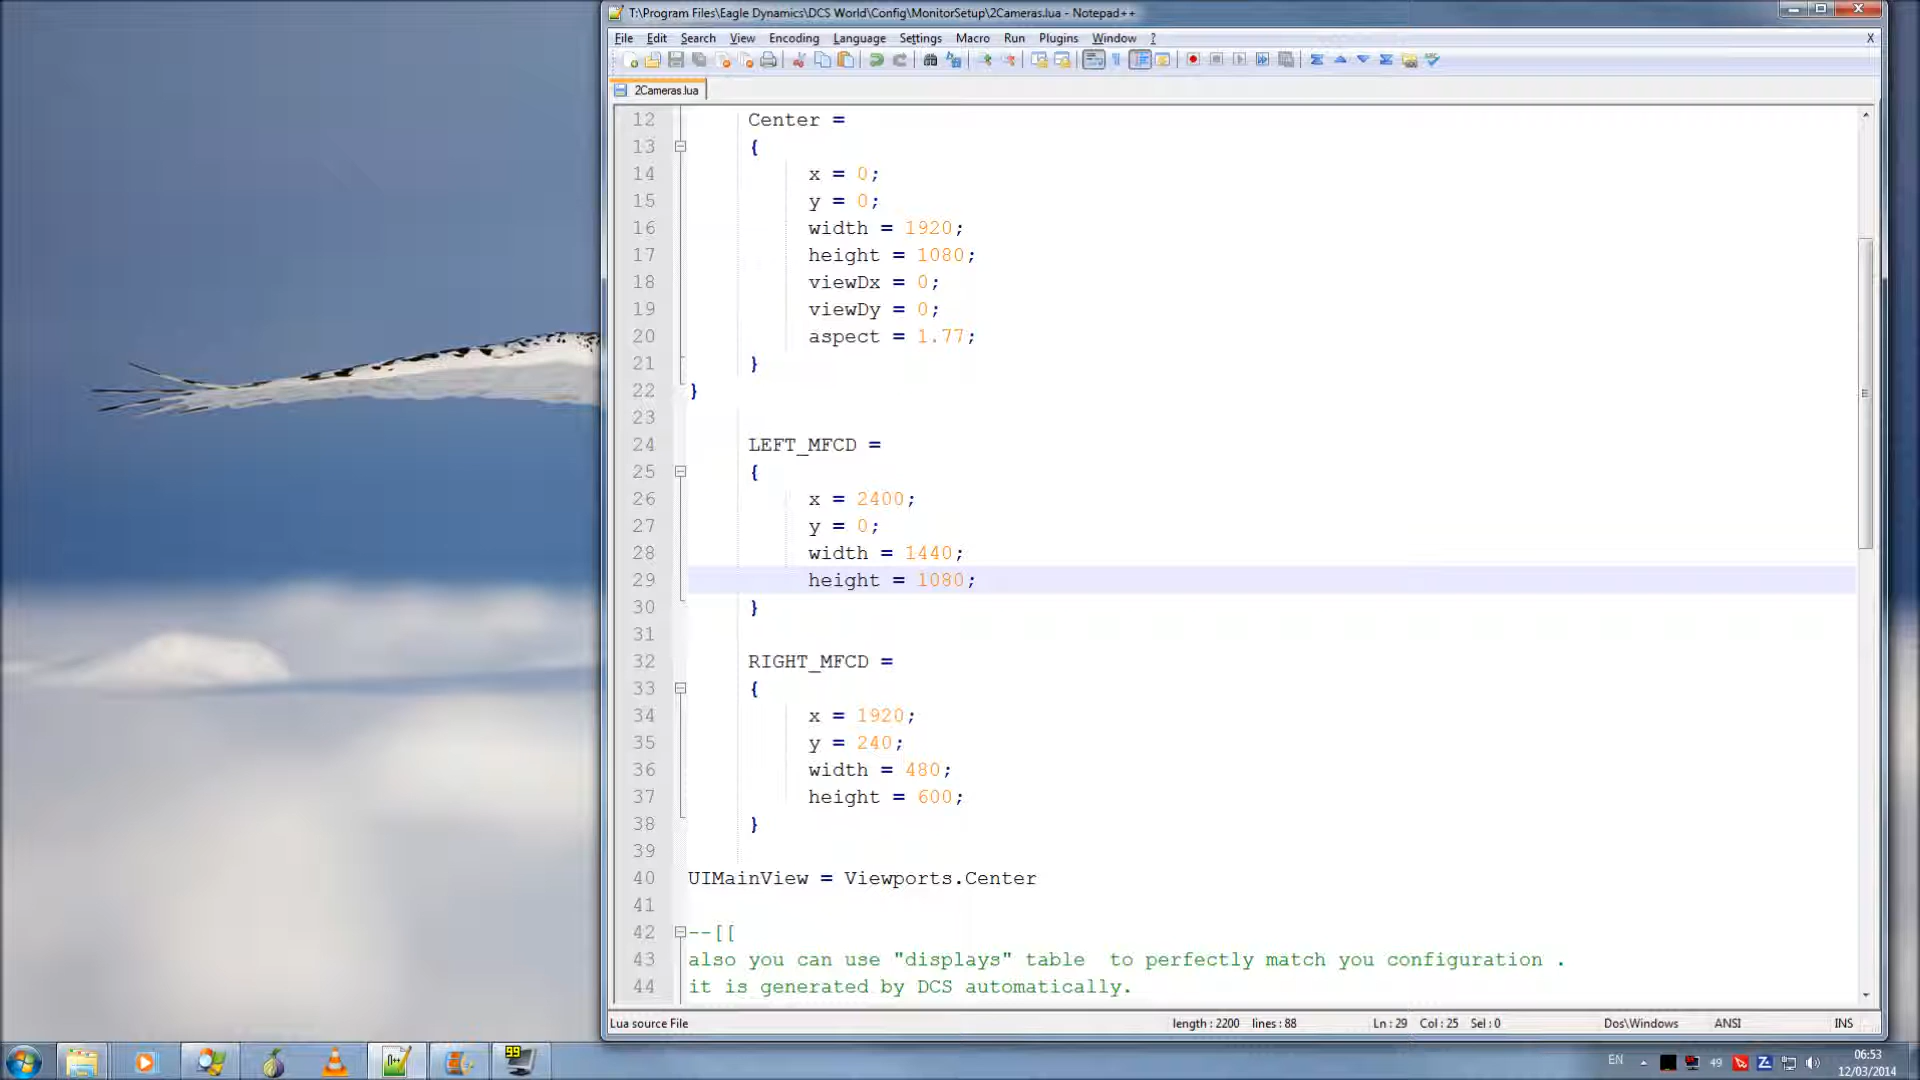 T:\Program Files\Eagle Dynamics\DCS World\Config\MonitorSetup\2Cameras.lua - Notepad++
File Edit Search View Encoding Language Settings Macro Run Plugins Window ? X
2Cameras.lua
12 Center =
13 {
14 x = 0;
15 y = 0;
16 width = 1920;
17 height = 1080;
18 viewDx = 0;
19 viewDy = 0;
20 aspect = 1.77;
21 }
22 }
23
24 LEFT_MFCD =
25 {
26 x = 2400;
27 y = 0;
28 width = 1440;
29 height = 1080;
30 }
31
32 RIGHT_MFCD =
33 {
34 x = 1920;
35 y = 240;
36 width = 480;
37 height = 600;
38 }
39
40 UIMainView = Viewports.Center
41
42 --[[
43 also you can use "displays" table to perfectly match you configuration .
44 it is generated by DCS automatically.
Lua source File length : 2200 lines : 88 Ln : 29 Col : 25 Sel : 0 Dos\Windows ANSI INS
99 EN 49 06:53
12/03/2014